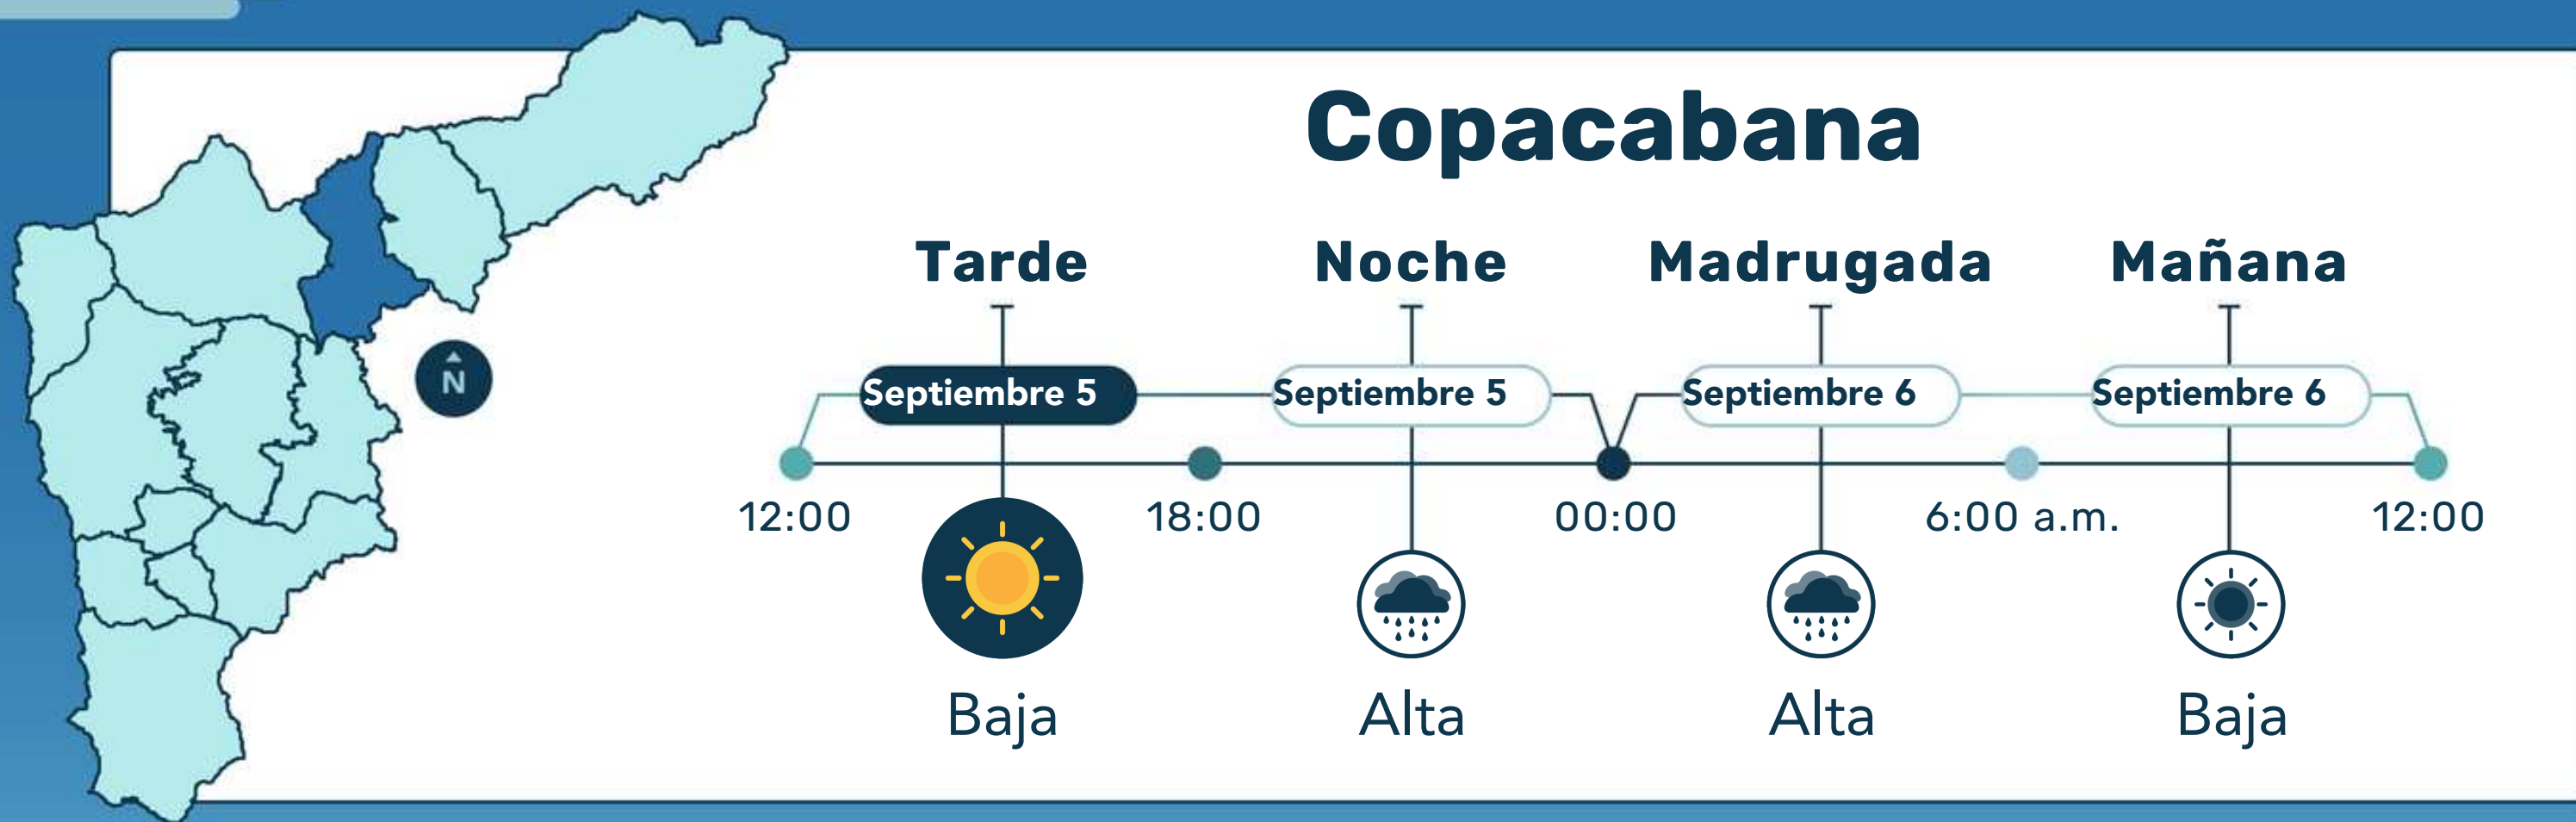 Copacabana
Tarde Noche Madrugada Mañana
Septiembre 5 Septiembre 5 Septiembre 6 Septiembre 6
N
12:00 18:00 00:00 6:00 a.m. 12:00
Baja Alta Alta Baja